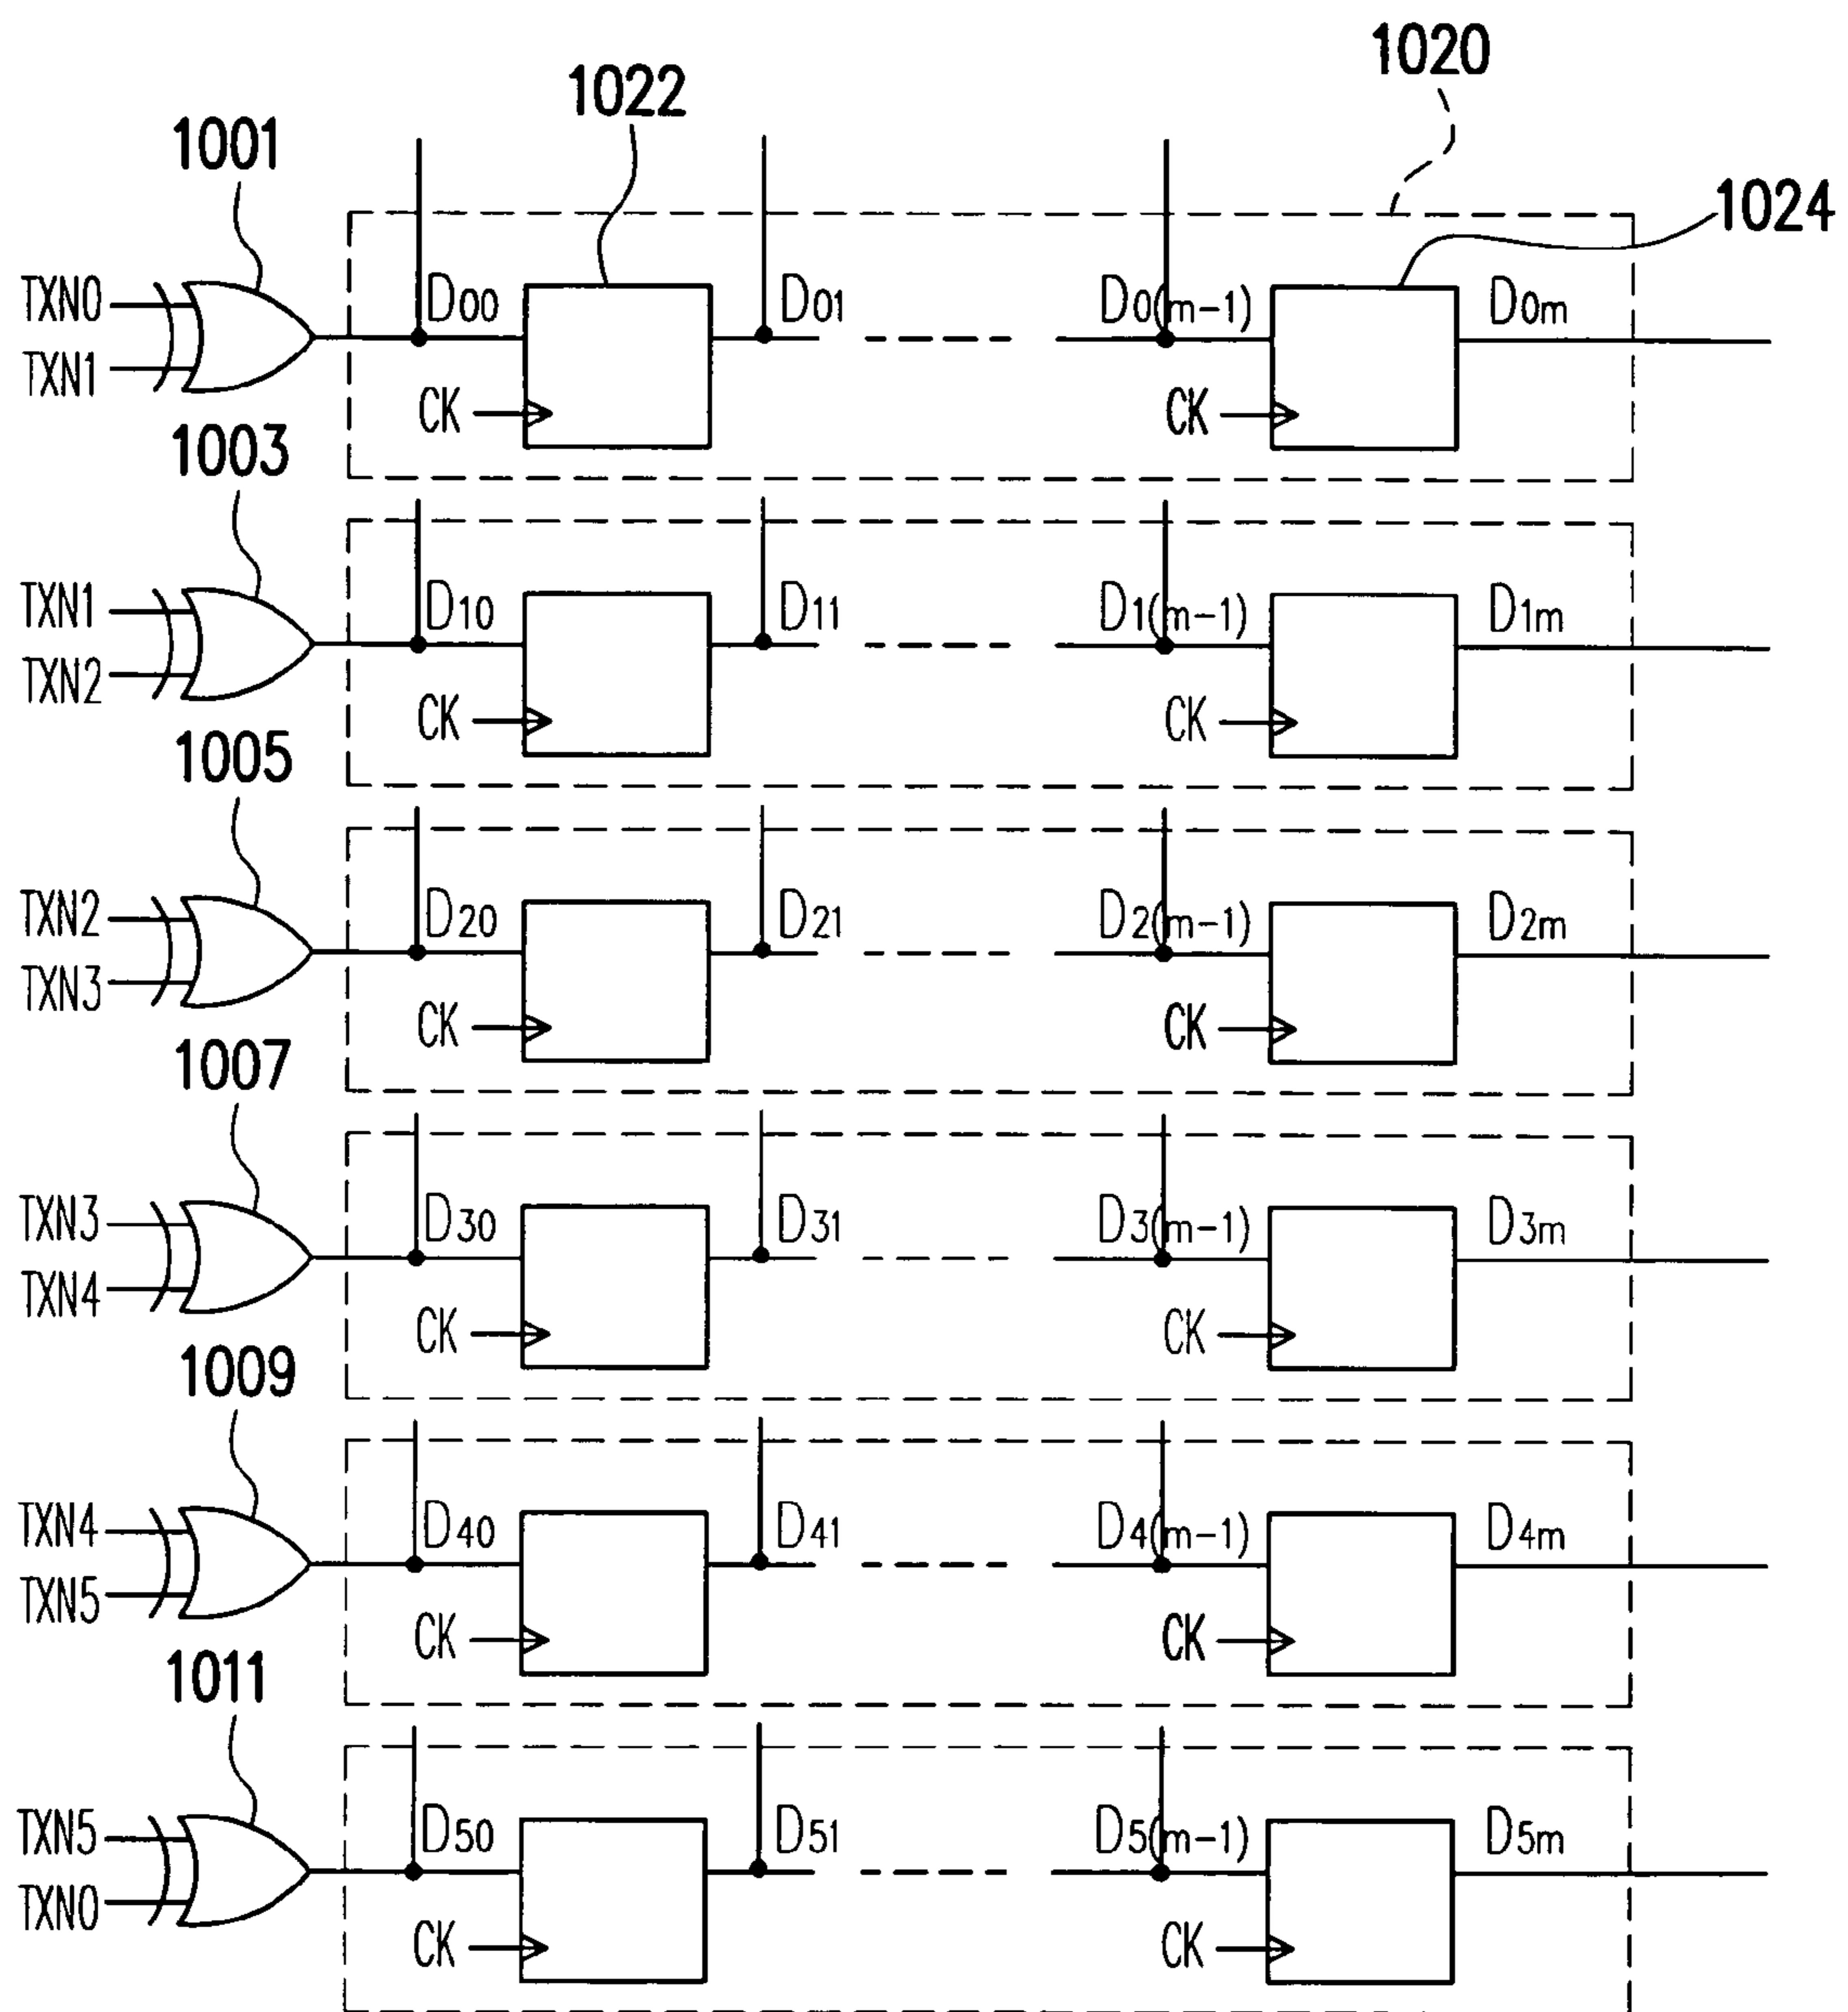 1020
1022
1001
1024
TXN0
D00
D01
D0(m-1)
D0m
TXN1
CK
CK
1003
TXN1
D10
D11
D1(m-1)
D1m
TXN2
CK
CK
1005
TXN2
D20
D21
D2(m-1)
D2m
TXN3
CK
CK
1007
TXN3
D30
D31
D3(m-1)
D3m
TXN4
CK
CK
1009
TXN4
D40
D41
D4(m-1)
D4m
TXN5
CK
CK
1011
TXN5
D50
D51
D5(m-1)
D5m
TXN0
CK
CK